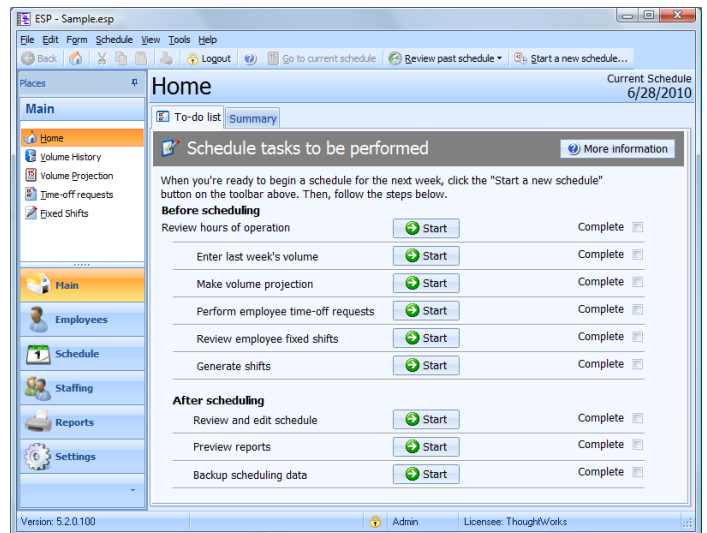 ESP - Sample.esp
File Edit Form Schedule View Tools Help
Back Logout Go to current schedule Review past schedule Start a new schedule...
Places
Main
Home
Volume History
Volume Projection
Time-off requests
Fixed Shifts
Main
Employees
Schedule
Staffing
Reports
Settings
Home
Current Schedule
6/28/2010
To-do list Summary
Schedule tasks to be performed
More information
When you're ready to begin a schedule for the next week, click the "Start a new schedule"
button on the toolbar above. Then, follow the steps below.
Before scheduling
Review hours of operation Start Complete
Enter last week's volume Start Complete
Make volume projection Start Complete
Perform employee time-off requests Start Complete
Review employee fixed shifts Start Complete
Generate shifts Start Complete
After scheduling
Review and edit schedule Start Complete
Preview reports Start Complete
Backup scheduling data Start Complete
Version: 5.2.0.100 Admin Licensee: ThoughtWorks